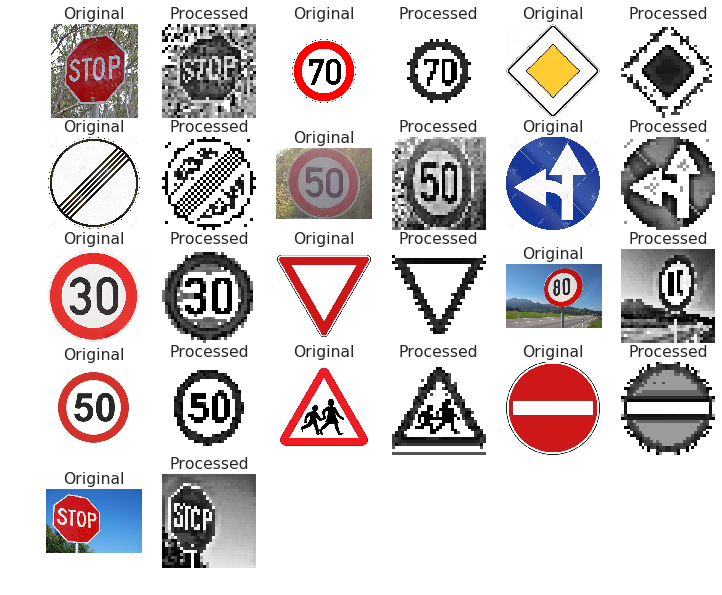 Original Processed Original Processed Original Processed
STOP STOP 70 70
Original Processed Original Processed Original Processed
50 50
Original Processed Original Processed Original Processed
30 30 80
Original Processed Original Processed Original Processed
50 50
Original Processed
STOP STCP